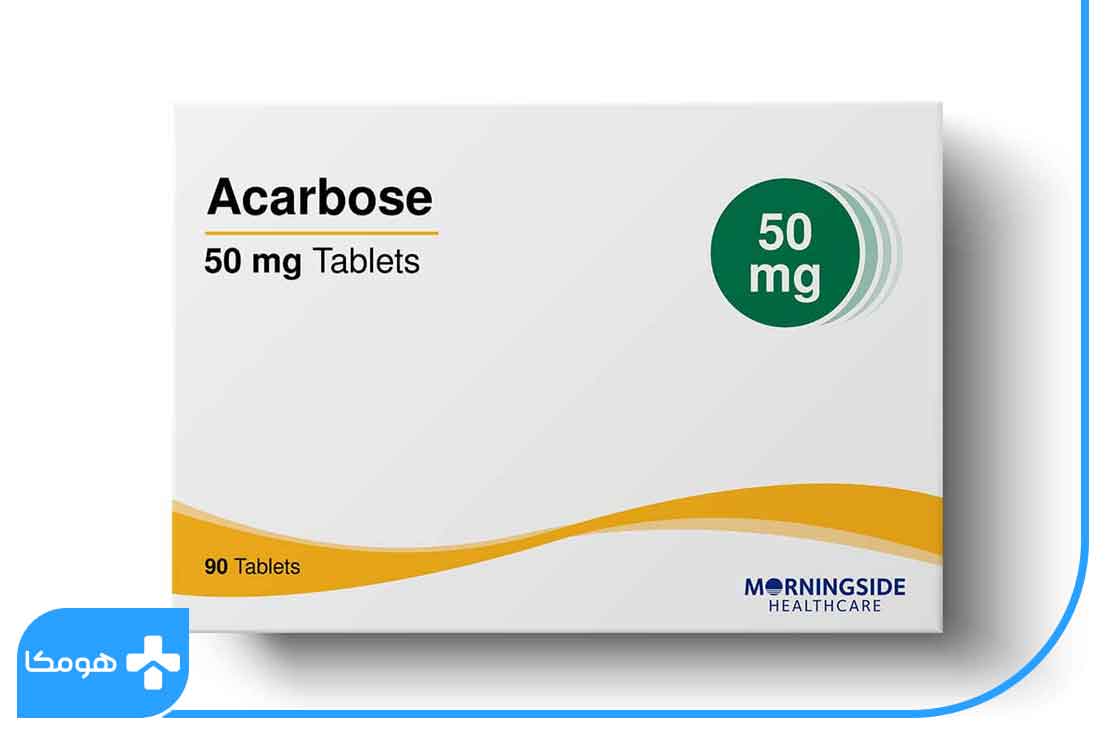 Acarbose
50 mg Tablets
50
mg
90 Tablets
MORNINGSIDE
HEALTHCARE
هومکا